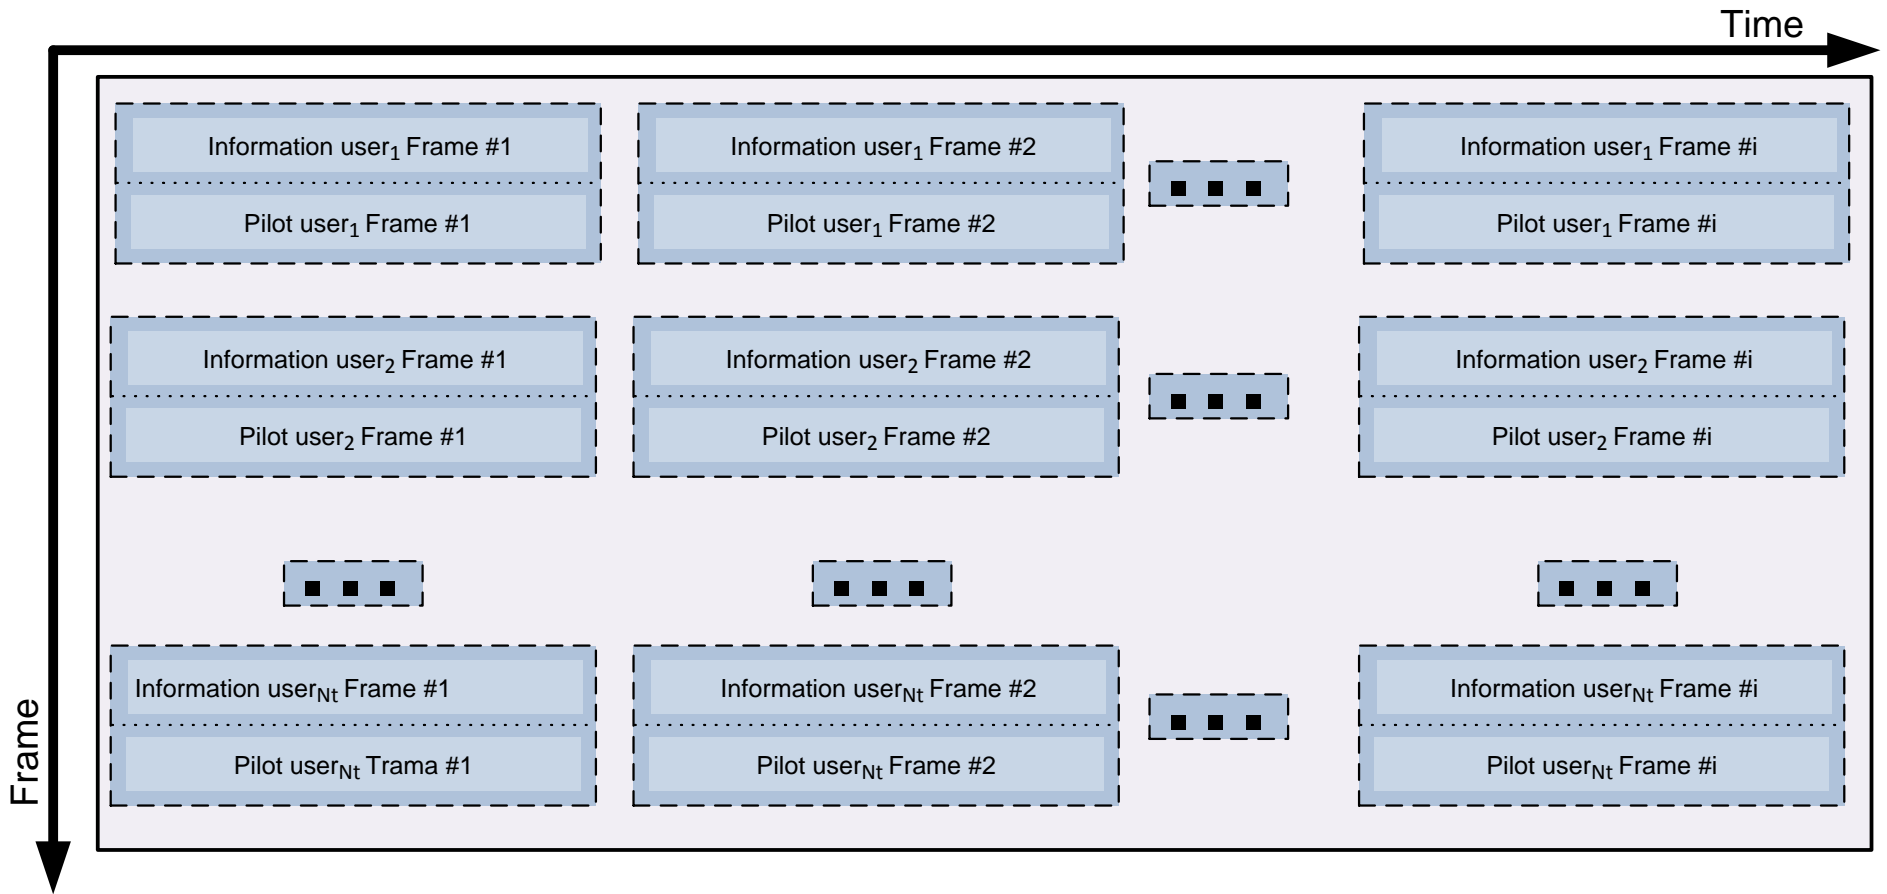 Time
Information user₁ Frame #1
Information user₁ Frame #2
Information user₁ Frame #i
Pilot user₁ Frame #1
Pilot user₁ Frame #2
Pilot user₁ Frame #i
Information user₂ Frame #1
Information user₂ Frame #2
Information user₂ Frame #i
Pilot user₂ Frame #1
Pilot user₂ Frame #2
Pilot user₂ Frame #i
Information userNt Frame #1
Information userNt Frame #2
Information userNt Frame #i
Pilot userNt Trama #1
Pilot userNt Frame #2
Pilot userNt Frame #i
Frame